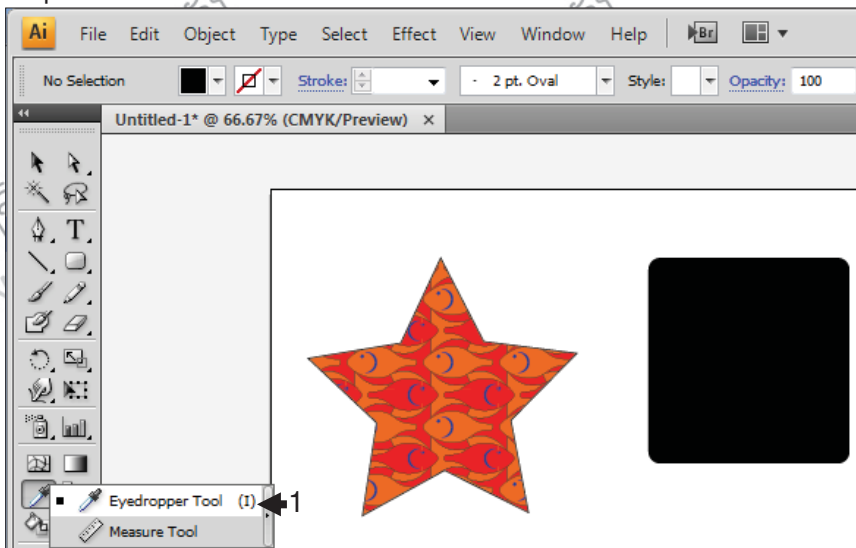 Ai File Edit Object Type Select Effect View Window Help Br
No Selection Stroke: 2 pt. Oval Style: Opacity: 100
Untitled-1* @ 66.67% (CMYK/Preview) ×
T
Eyedropper Tool (I) 1
Measure Tool